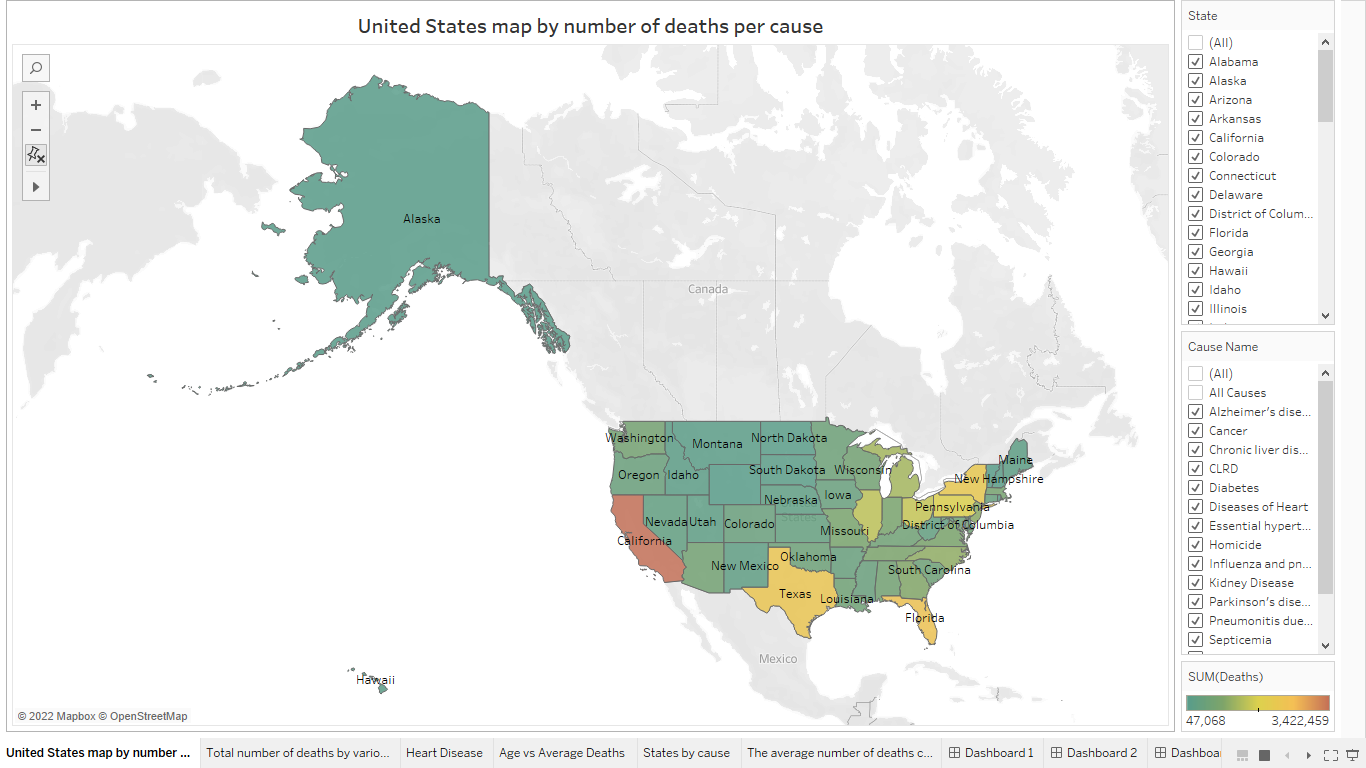 United States map by number of deaths per cause
Alaska
Canada
Washington
Montana
North Dakota
Oregon
Idaho
South Dakota
Wisconsin
Maine
New Hampshire
Nebraska
Iowa
Pennsylvania
Nevada
Utah
Colorado
States
Missouri
District of Columbia
California
New Mexico
Oklahoma
South Carolina
Texas
Louisiana
Florida
Mexico
Hawaii
© 2022 Mapbox © OpenStreetMap
State
(All)
Alabama
Alaska
Arizona
Arkansas
California
Colorado
Connecticut
Delaware
District of Colum...
Florida
Georgia
Hawaii
Idaho
Illinois
Cause Name
(All)
All Causes
Alzheimer's dise...
Cancer
Chronic liver dis...
CLRD
Diabetes
Diseases of Heart
Essential hypert...
Homicide
Influenza and pn...
Kidney Disease
Parkinson's dise...
Pneumonitis due...
Septicemia
SUM(Deaths)
47,068 3,422,459
United States map by number ... Total number of deaths by vario... Heart Disease Age vs Average Deaths States by cause The average number of deaths c... Dashboard 1 Dashboard 2 Dashboa